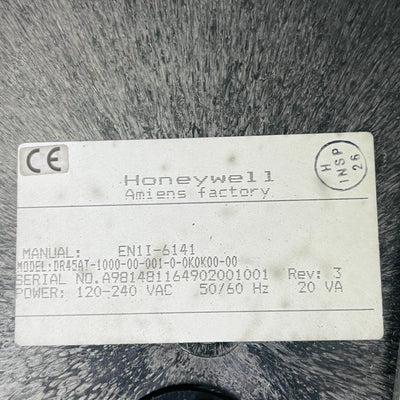 CE
Honeywell
Amiens factory
H
INSP
26
MANUAL: EN1I-6141
MODEL:DR45AT-1000-00-001-0-0K0K00-00
SERIAL NO.A981481164902001001 Rev: 3
POWER: 120-240 VAC 50/60 Hz 20 VA